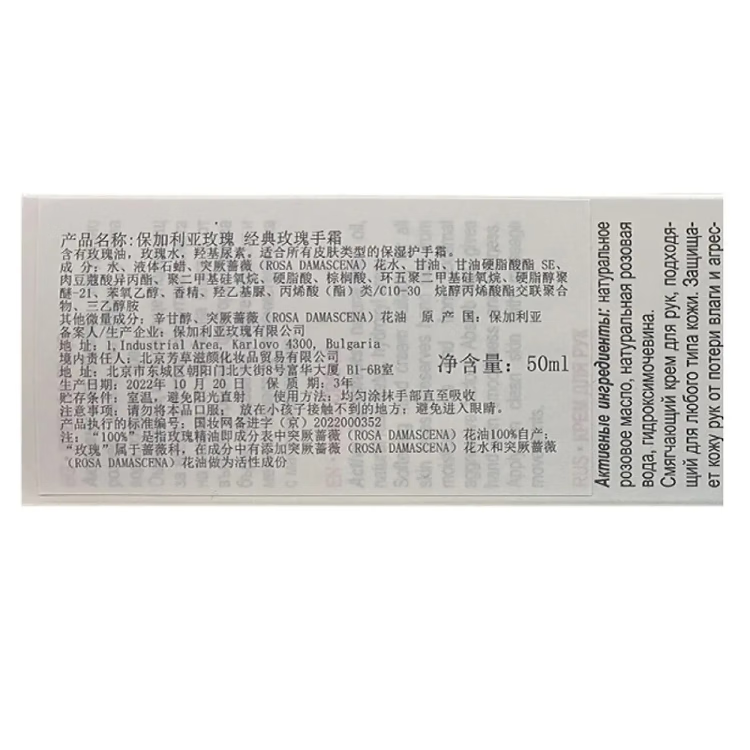 产品名称:保加利亚玫瑰 经典玫瑰手霜
含有玫瑰油，玫瑰水，羟基尿素。适合所有皮肤类型的保湿护手霜。
成 分：水、液体石蜡、突厥蔷薇（ROSA DAMASCENA）花水、甘油、甘油硬脂酸酯 SE、
肉豆蔻酸异丙酯、聚二甲基硅氧烷、硬脂酸、棕榈酸、环五聚二甲基硅氧烷、硬脂醇聚
醚-21、苯氧乙醇、香精、羟乙基脲、丙烯酸（酯）类/C10-30 烷醇丙烯酸酯交联聚合
物、三乙醇胺
其他微量成分：辛甘醇、突厥蔷薇（ROSA DAMASCENA）花油 原 产 国：保加利亚
备案人/生产企业：保加利亚玫瑰有限公司
地 址：1,Industrial Area, Karlovo 4300, Bulgaria
境内责任人：北京芳草滋颜化妆品贸易有限公司
地 址：北京市东城区朝阳门北大街8号富华大厦 B1-6B室
净含量：50ml
生产日期：2022年 10 月 20 日 保 质 期：3年
贮存条件：室温，避免阳光直射 使用方法：均匀涂抹手部直至吸收
注意事项：请勿将本品口服；放在小孩子接触不到的地方；避免进入眼睛。
产品执行的标准编号：国妆网备进字（京）2022000352
注：“100%”是指玫瑰精油即成分表中突厥蔷薇（ROSA DAMASCENA）花油100%自产；
“玫瑰”属于蔷薇科，在成分中有添加突厥蔷薇（ROSA DAMASCENA）花水和突厥蔷薇
（ROSA DAMASCENA）花油做为活性成份
RUS • КРЕМ ДЛЯ РУК
Активные ингредиенты: натуральное
розовое масло, натуральная розовая
вода, гидроксимочевина.
Смягчающий крем для рук, подходя-
щий для любого типа кожи. Защища-
ет кожу рук от потери влаги и агрес-